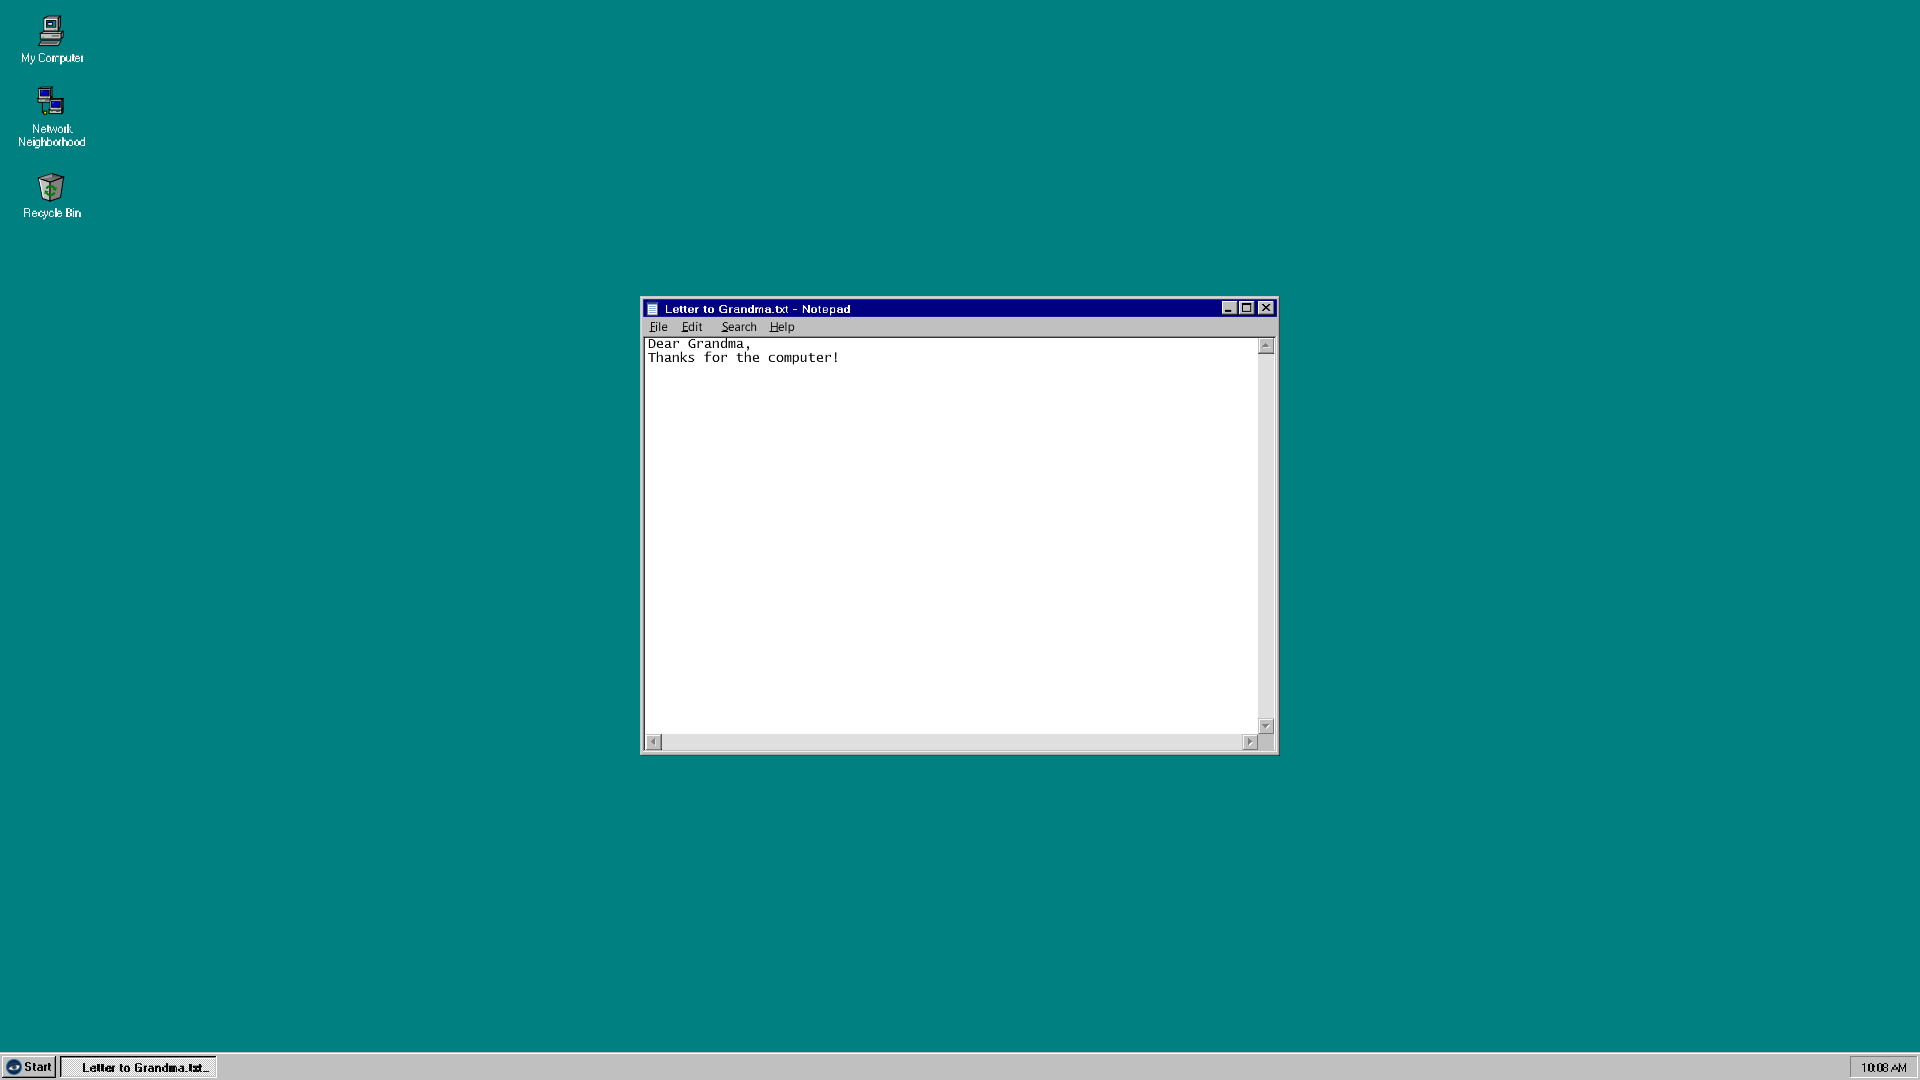 My Computer
Network
Neighborhood
Recycle Bin
Letter to Grandma.txt - Notepad
File Edit Search Help
Dear Grandma,
Thanks for the computer!
Start
Letter to Grandma.txt...
10:08 AM